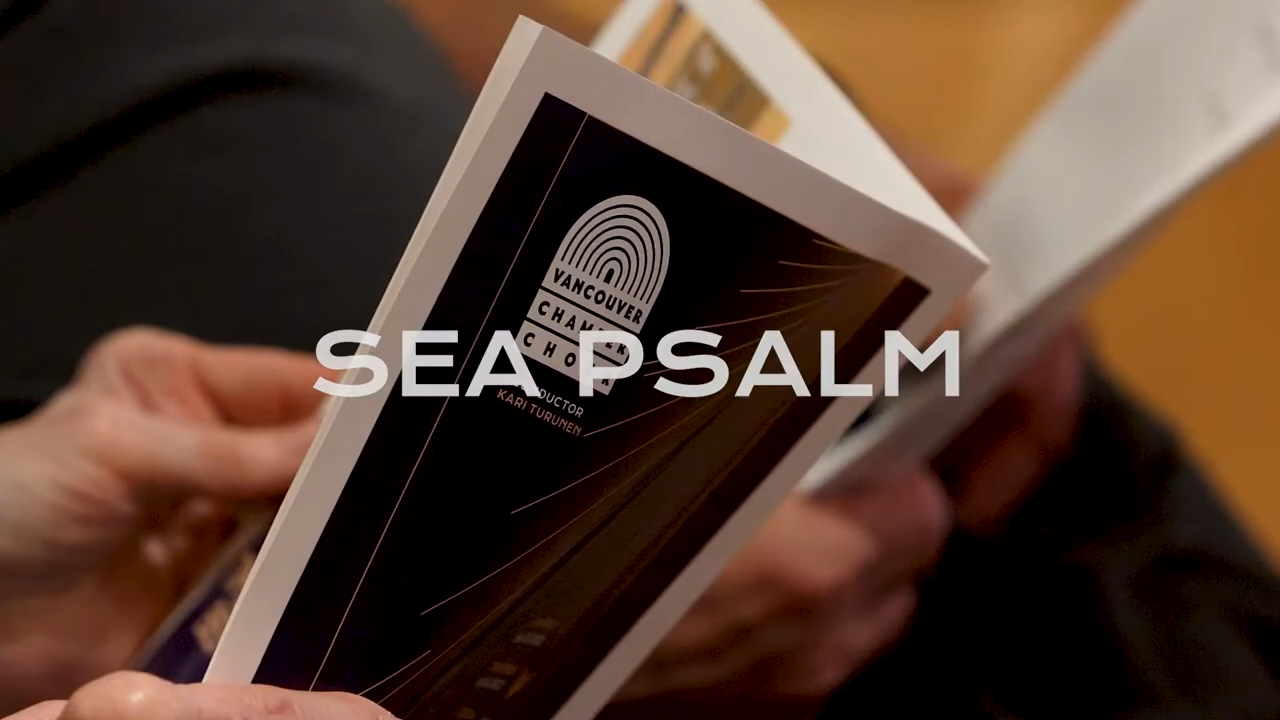 VANCOUVER
CHAMBER
CHOIR
CONDUCTOR
KARI TURUNEN
SEA PSALM